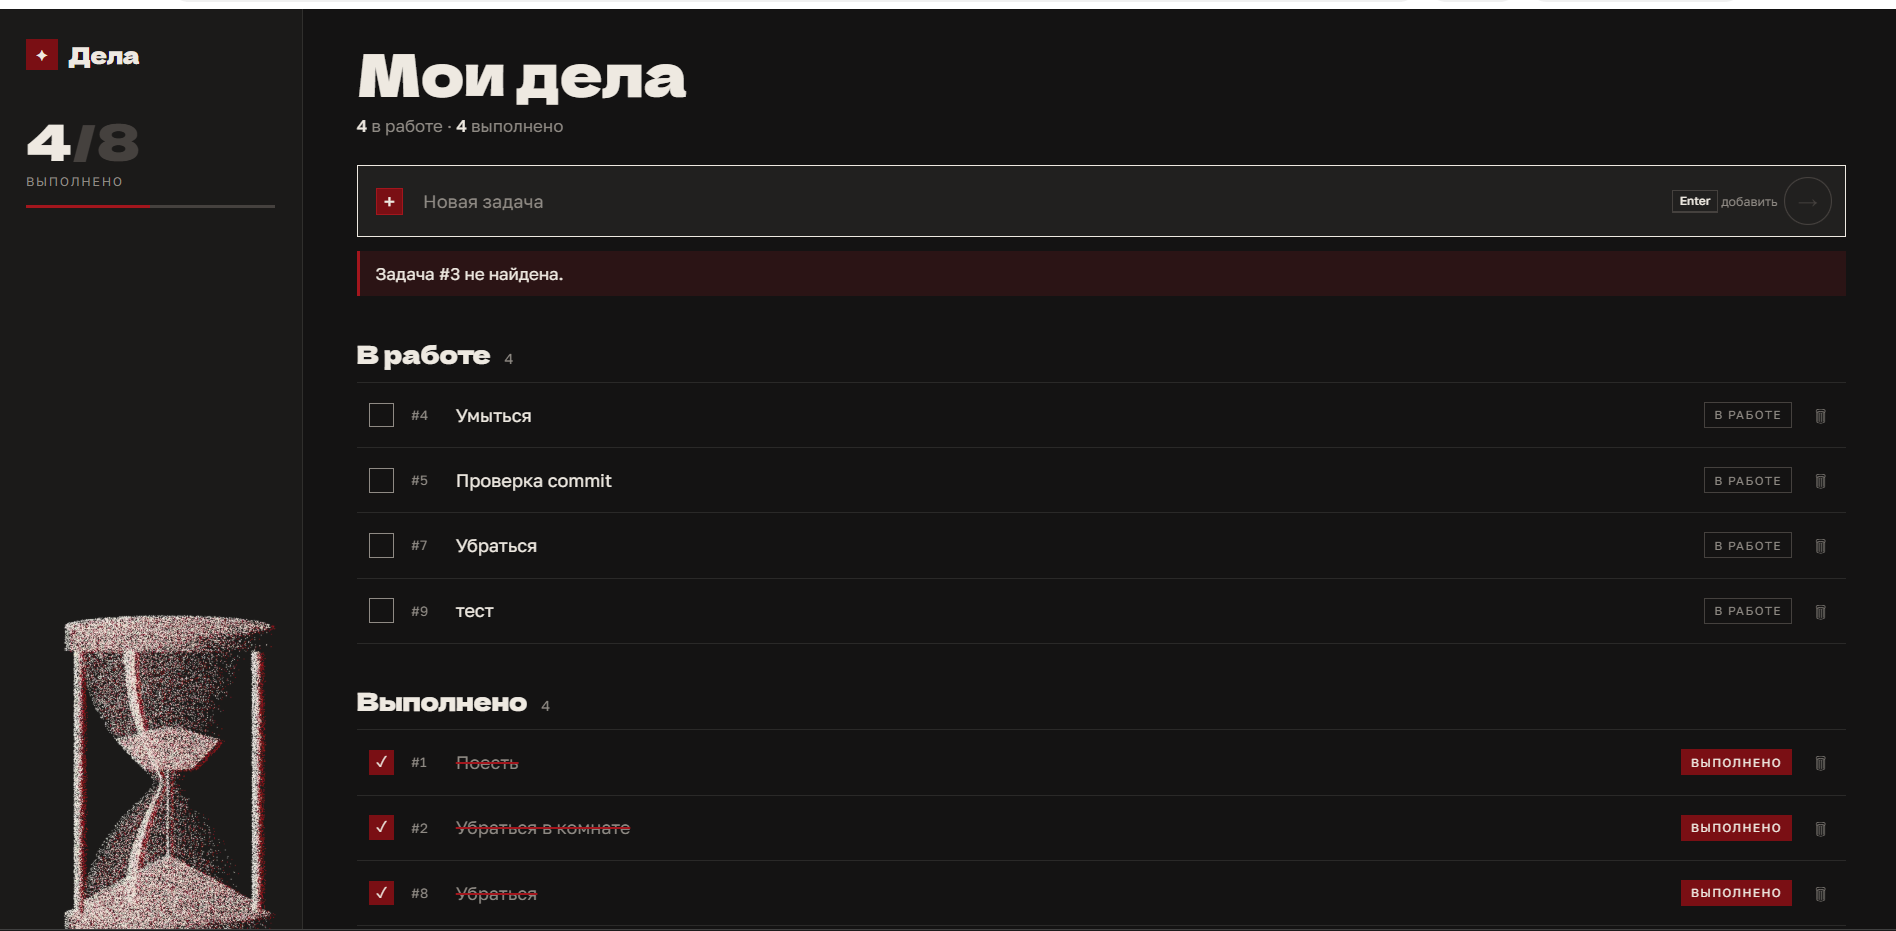 Дела
4/8
ВЫПОЛНЕНО
Мои дела
4 в работе · 4 выполнено
+ Новая задача Enter добавить →
Задача #3 не найдена.
В работе 4
#4 Умыться В РАБОТЕ
#5 Проверка commit В РАБОТЕ
#7 Убраться В РАБОТЕ
#9 тест В РАБОТЕ
Выполнено 4
✓ #1 Поесть ВЫПОЛНЕНО
✓ #2 Убраться в комнате ВЫПОЛНЕНО
✓ #8 Убраться ВЫПОЛНЕНО